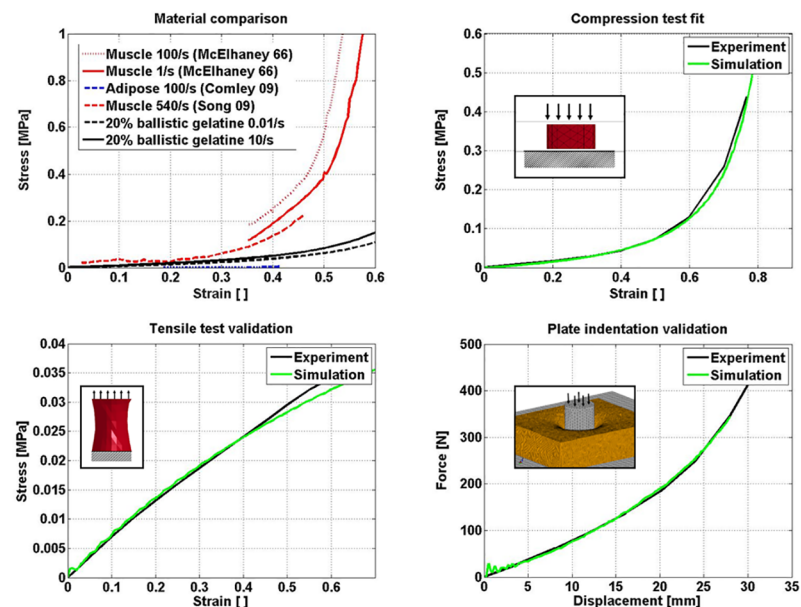 Material comparison
Stress [MPa]
1
0.8
0.6
0.4
0.2
0
0
0.1
0.2
0.3
0.4
0.5
0.6
Strain [ ]
Muscle 100/s (McElhaney 66)
Muscle 1/s (McElhaney 66)
Adipose 100/s (Comley 09)
Muscle 540/s (Song 09)
20% ballistic gelatine 0.01/s
20% ballistic gelatine 10/s
Compression test fit
Stress [MPa]
0.6
0.5
0.4
0.3
0.2
0.1
0
0
0.2
0.4
0.6
0.8
Strain [ ]
Experiment
Simulation
Tensile test validation
Stress [MPa]
0.04
0.035
0.03
0.025
0.02
0.015
0.01
0.005
0
0
0.1
0.2
0.3
0.4
0.5
0.6
Strain [ ]
Experiment
Simulation
Plate indentation validation
Force [N]
500
400
300
200
100
0
0
5
10
15
20
25
30
35
Displacement [mm]
Experiment
Simulation